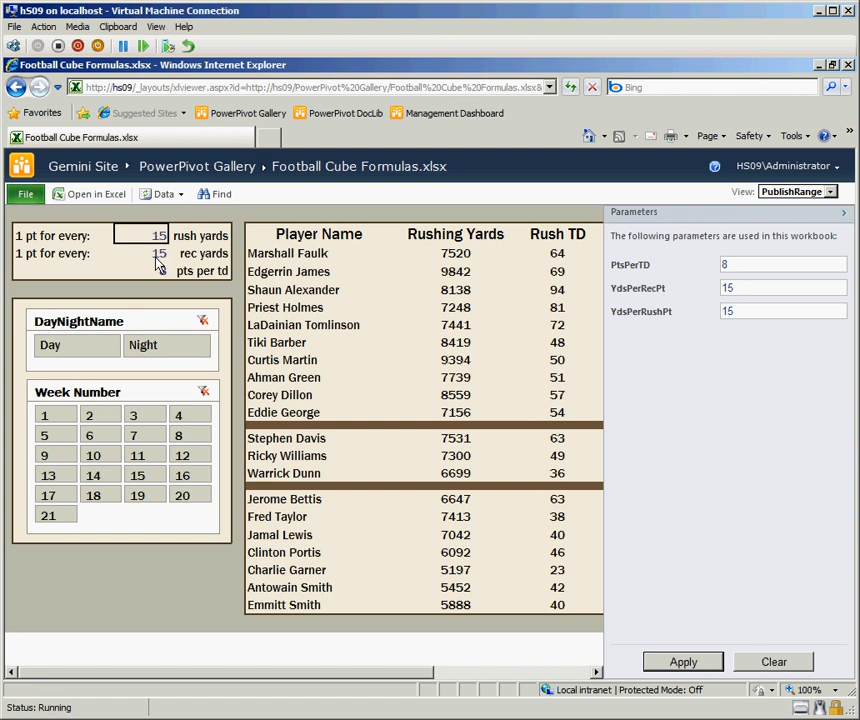 hS09 on localhost - Virtual Machine Connection
File Action Media Clipboard View Help
Football Cube Formulas.xlsx - Windows Internet Explorer
http://hs09/_layouts/xlviewer.aspx?id=http://hs09/PowerPivot%20Gallery/Football%20Cube%20Formulas.xlsx&
Bing
Favorites Suggested Sites PowerPivot Gallery PowerPivot DocLib Management Dashboard
Football Cube Formulas.xlsx
Page Safety Tools
Gemini Site PowerPivot Gallery Football Cube Formulas.xlsx HS09\Administrator
File Open in Excel Data Find View: PublishRange
1 pt for every: 15 rush yards
1 pt for every: 15 rec yards
8 pts per td
DayNightName
Day Night
Week Number
1 2 3 4
5 6 7 8
9 10 11 12
13 14 15 16
17 18 19 20
21
Player Name Rushing Yards Rush TD
Marshall Faulk 7520 64
Edgerrin James 9842 69
Shaun Alexander 8138 94
Priest Holmes 7248 81
LaDainian Tomlinson 7441 72
Tiki Barber 8419 48
Curtis Martin 9394 50
Ahman Green 7739 51
Corey Dillon 8559 57
Eddie George 7156 54
Stephen Davis 7531 63
Ricky Williams 7300 49
Warrick Dunn 6699 36
Jerome Bettis 6647 63
Fred Taylor 7413 38
Jamal Lewis 7042 40
Clinton Portis 6092 46
Charlie Garner 5197 23
Antowain Smith 5452 42
Emmitt Smith 5888 40
Parameters
The following parameters are used in this workbook:
PtsPerTD 8
YdsPerRecPt 15
YdsPerRushPt 15
Apply Clear
Local intranet | Protected Mode: Off 100%
Status: Running